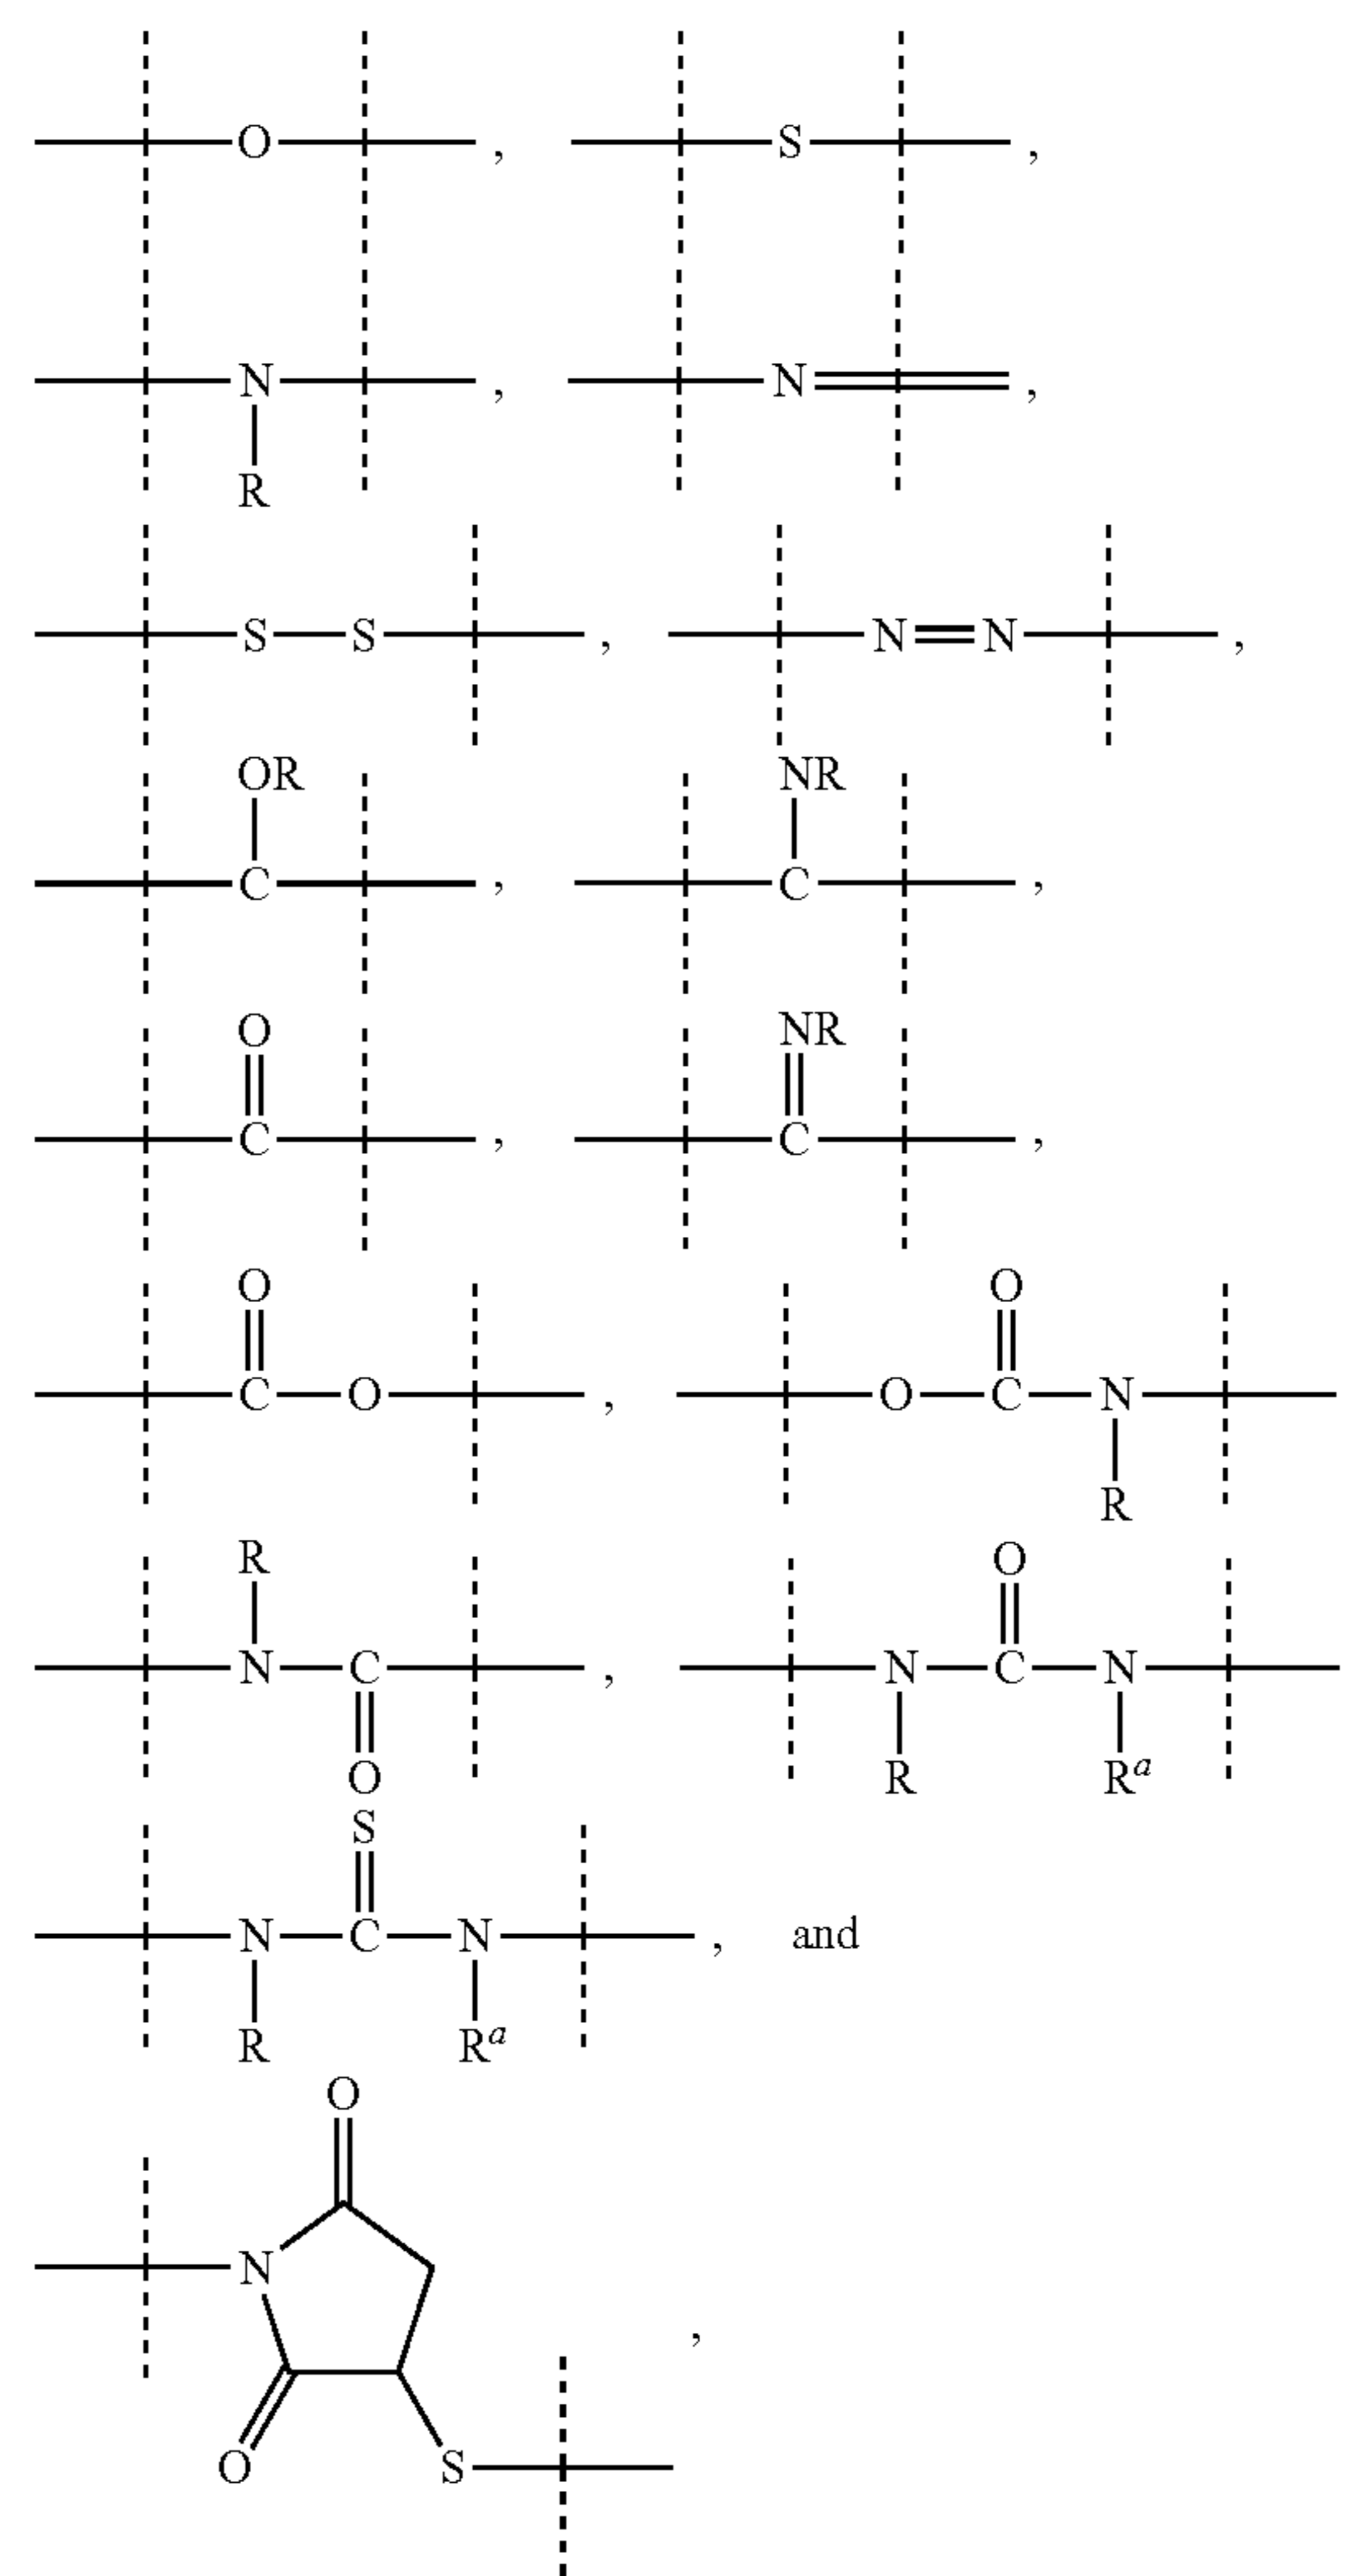 O , S ,
N , N ,
R
S S , N N ,
OR NR
C , C ,
O NR
C , C ,
O O
C O , O C N
R
R O
N C , N C N
O R R^a
S
N C N , and
R R^a
O
N
,
O S